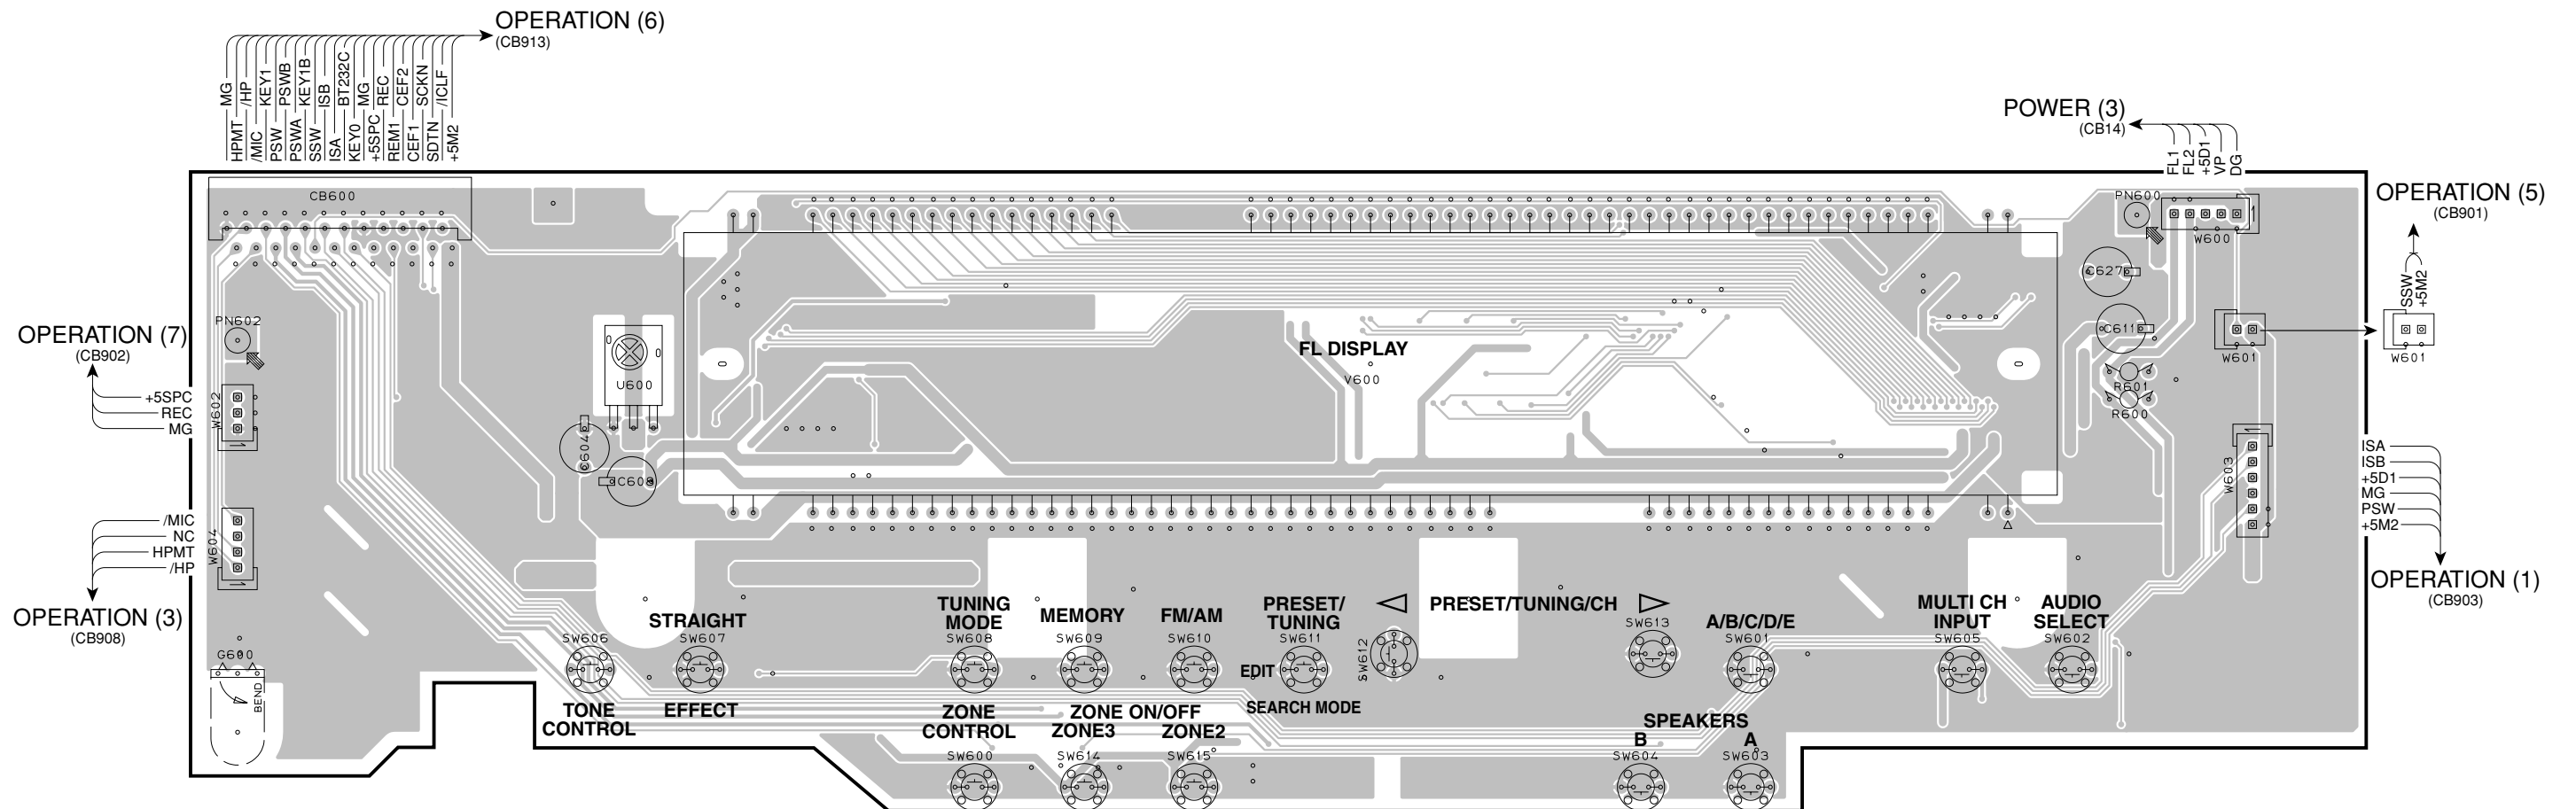 OPERATION (6)
(CB913)
MG
HPMT
/HP
/MIC
KEY1
PSW
PSWB
PSWA
KEY1B
SSW
ISB
ISA
BT232C
KEY0
MG
+5SPC
REC
REM1
CEF2
CEF1
SCKN
SDTN
/ICLF
+5M2
POWER (3)
(CB14)
FL1
FL2
+5D1
VP
DG
OPERATION (5)
(CB901)
SSW
+5M2
W601
CB600
PN600
W600
C627
C611
W601
R601
R600
OPERATION (7)
(CB902)
+5SPC
REC
MG
PN602
W602
U600
C604
FL DISPLAY
V600
W603
ISA
ISB
+5D1
MG
PSW
+5M2
OPERATION (1)
(CB903)
/MIC
NC
HPMT
/HP
W604
OPERATION (3)
(CB908)
G600
BEND
SW606
TONE
CONTROL
STRAIGHT
SW607
EFFECT
TUNING
MODE
SW608
MEMORY
SW609
FM/AM
SW610
PRESET/
TUNING
SW611
EDIT
SEARCH MODE
PRESET/TUNING/CH
SW612
SW613
A/B/C/D/E
SW601
MULTI CH
INPUT
SW605
AUDIO
SELECT
SW602
ZONE
CONTROL
SW600
ZONE ON/OFF
ZONE3
ZONE2
SW614
SW615
SPEAKERS
B
A
SW604
SW603